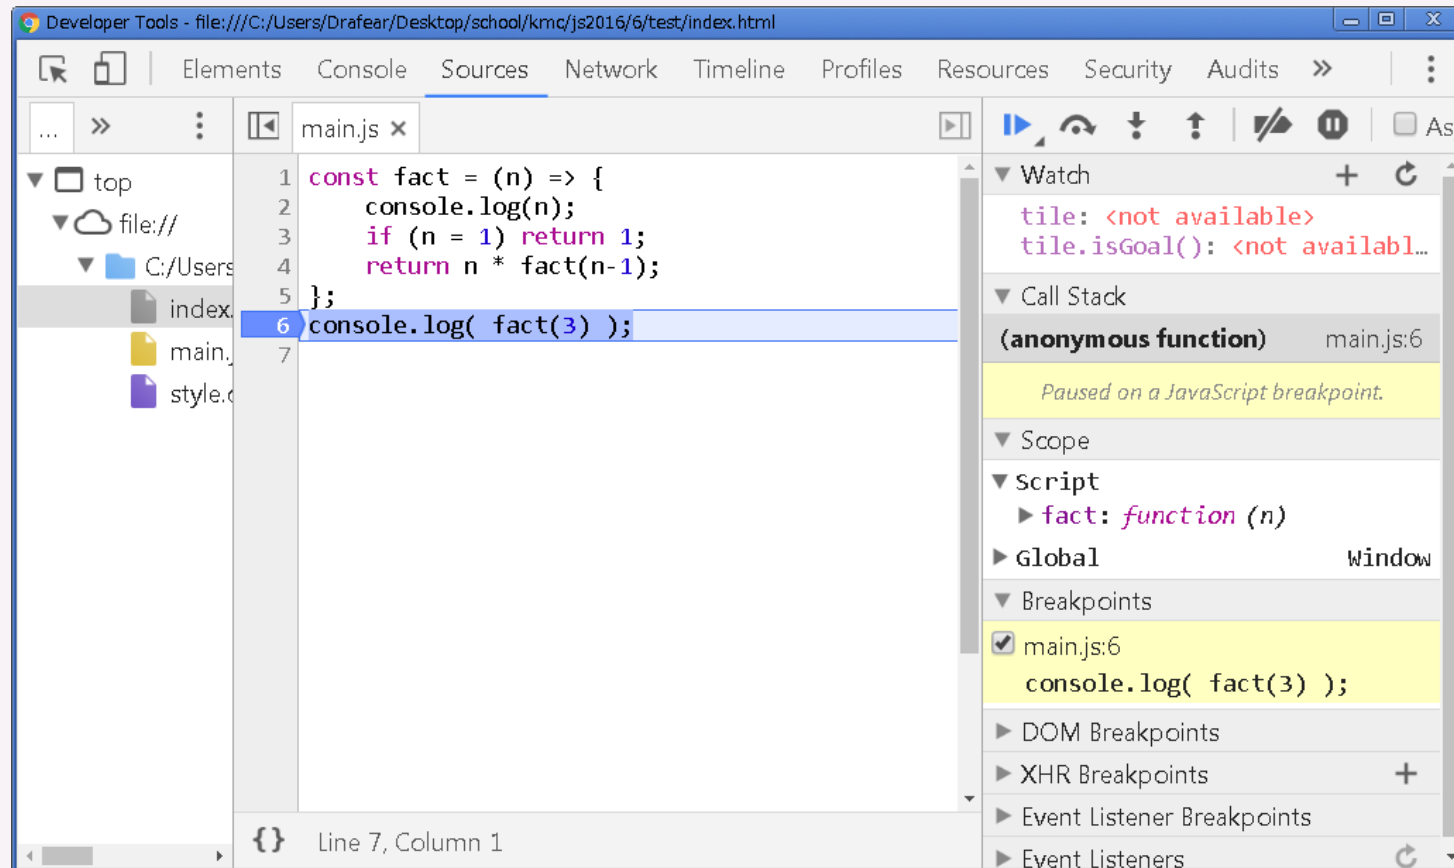 Developer Tools - file:///C:/Users/Drafear/Desktop/school/kmc/js2016/6/test/index.html
Elements Console Sources Network Timeline Profiles Resources Security Audits »
... »
main.js ×
As
top
file://
C:/Users
index.
main.j
style.c
1 const fact = (n) => {
2 console.log(n);
3 if (n = 1) return 1;
4 return n * fact(n-1);
5 };
6 console.log( fact(3) );
7
{} Line 7, Column 1
Watch
tile: <not available>
tile.isGoal(): <not availabl…
Call Stack
(anonymous function) main.js:6
Paused on a JavaScript breakpoint.
Scope
Script
fact: function (n)
Global Window
Breakpoints
main.js:6
console.log( fact(3) );
DOM Breakpoints
XHR Breakpoints
Event Listener Breakpoints
Event Listeners